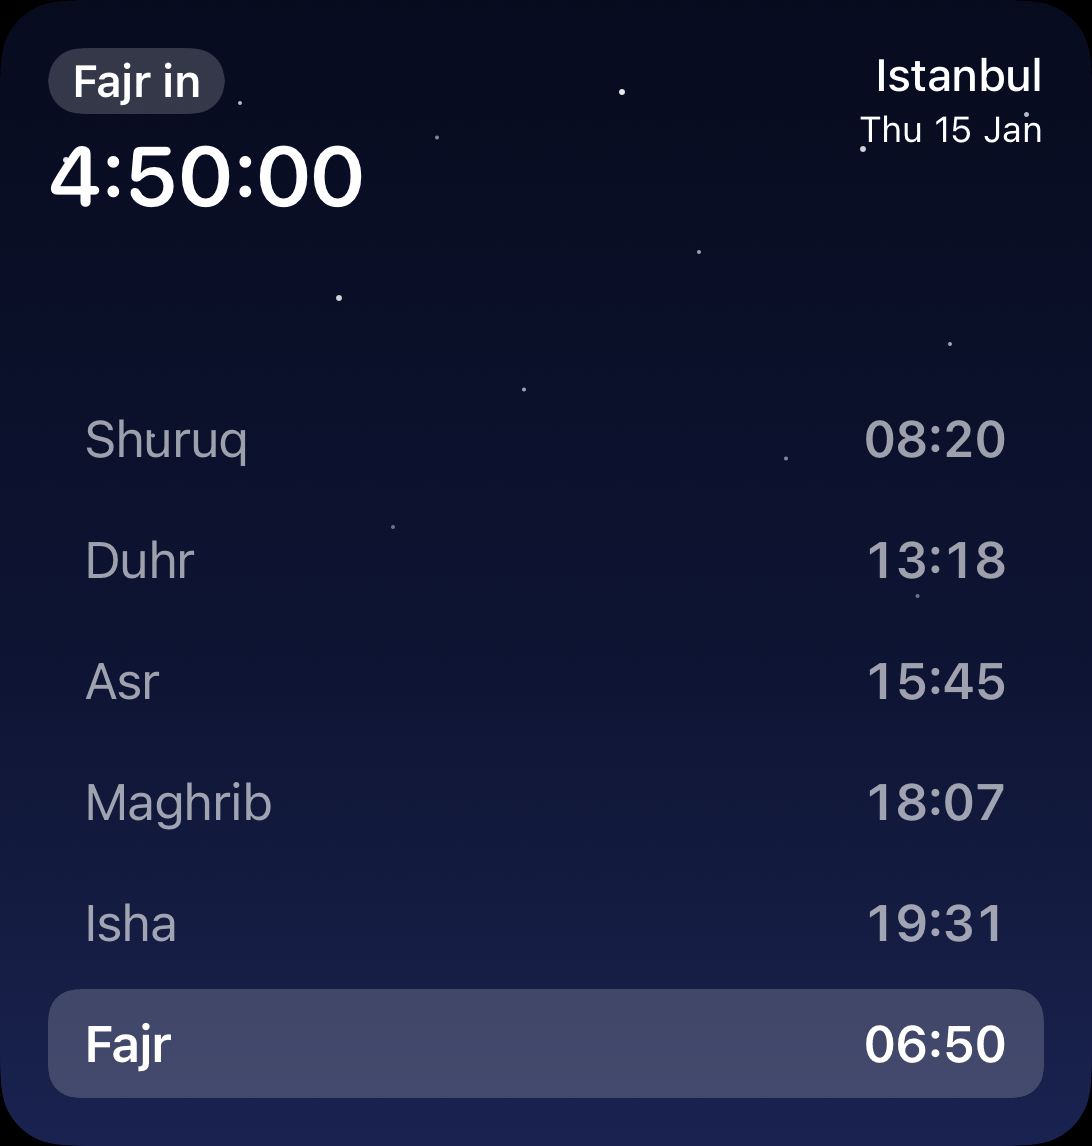 Fajr in
4:50:00
Istanbul
Thu 15 Jan
Shuruq 08:20
Duhr 13:18
Asr 15:45
Maghrib 18:07
Isha 19:31
Fajr 06:50